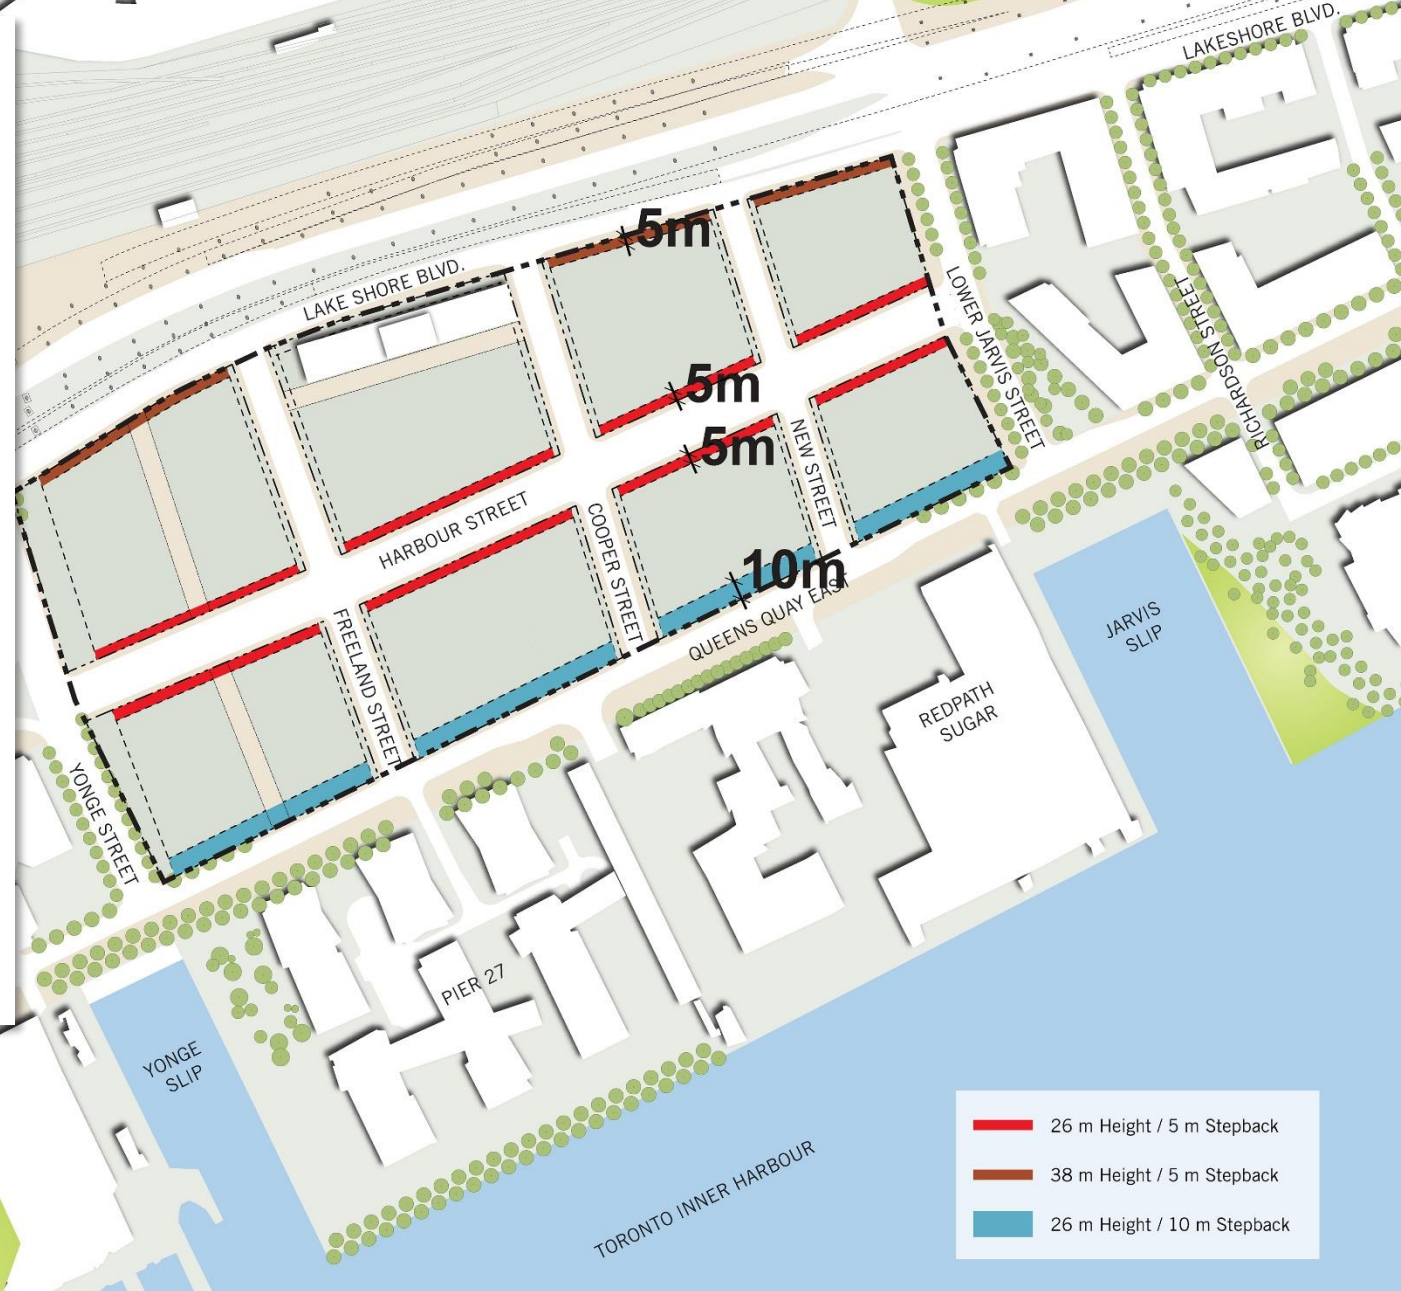 LAKESHORE BLVD.
5m
LAKE SHORE BLVD.
LOWER JARVIS STREET
RICHARDSON STREET
5m
5m
NEW STREET
HARBOUR STREET
COOPER STREET
10m
QUEENS QUAY EAST
FREELAND STREET
JARVIS
SLIP
REDPATH
SUGAR
YONGE STREET
PIER 27
YONGE
SLIP
TORONTO INNER HARBOUR
26 m Height / 5 m Stepback
38 m Height / 5 m Stepback
26 m Height / 10 m Stepback